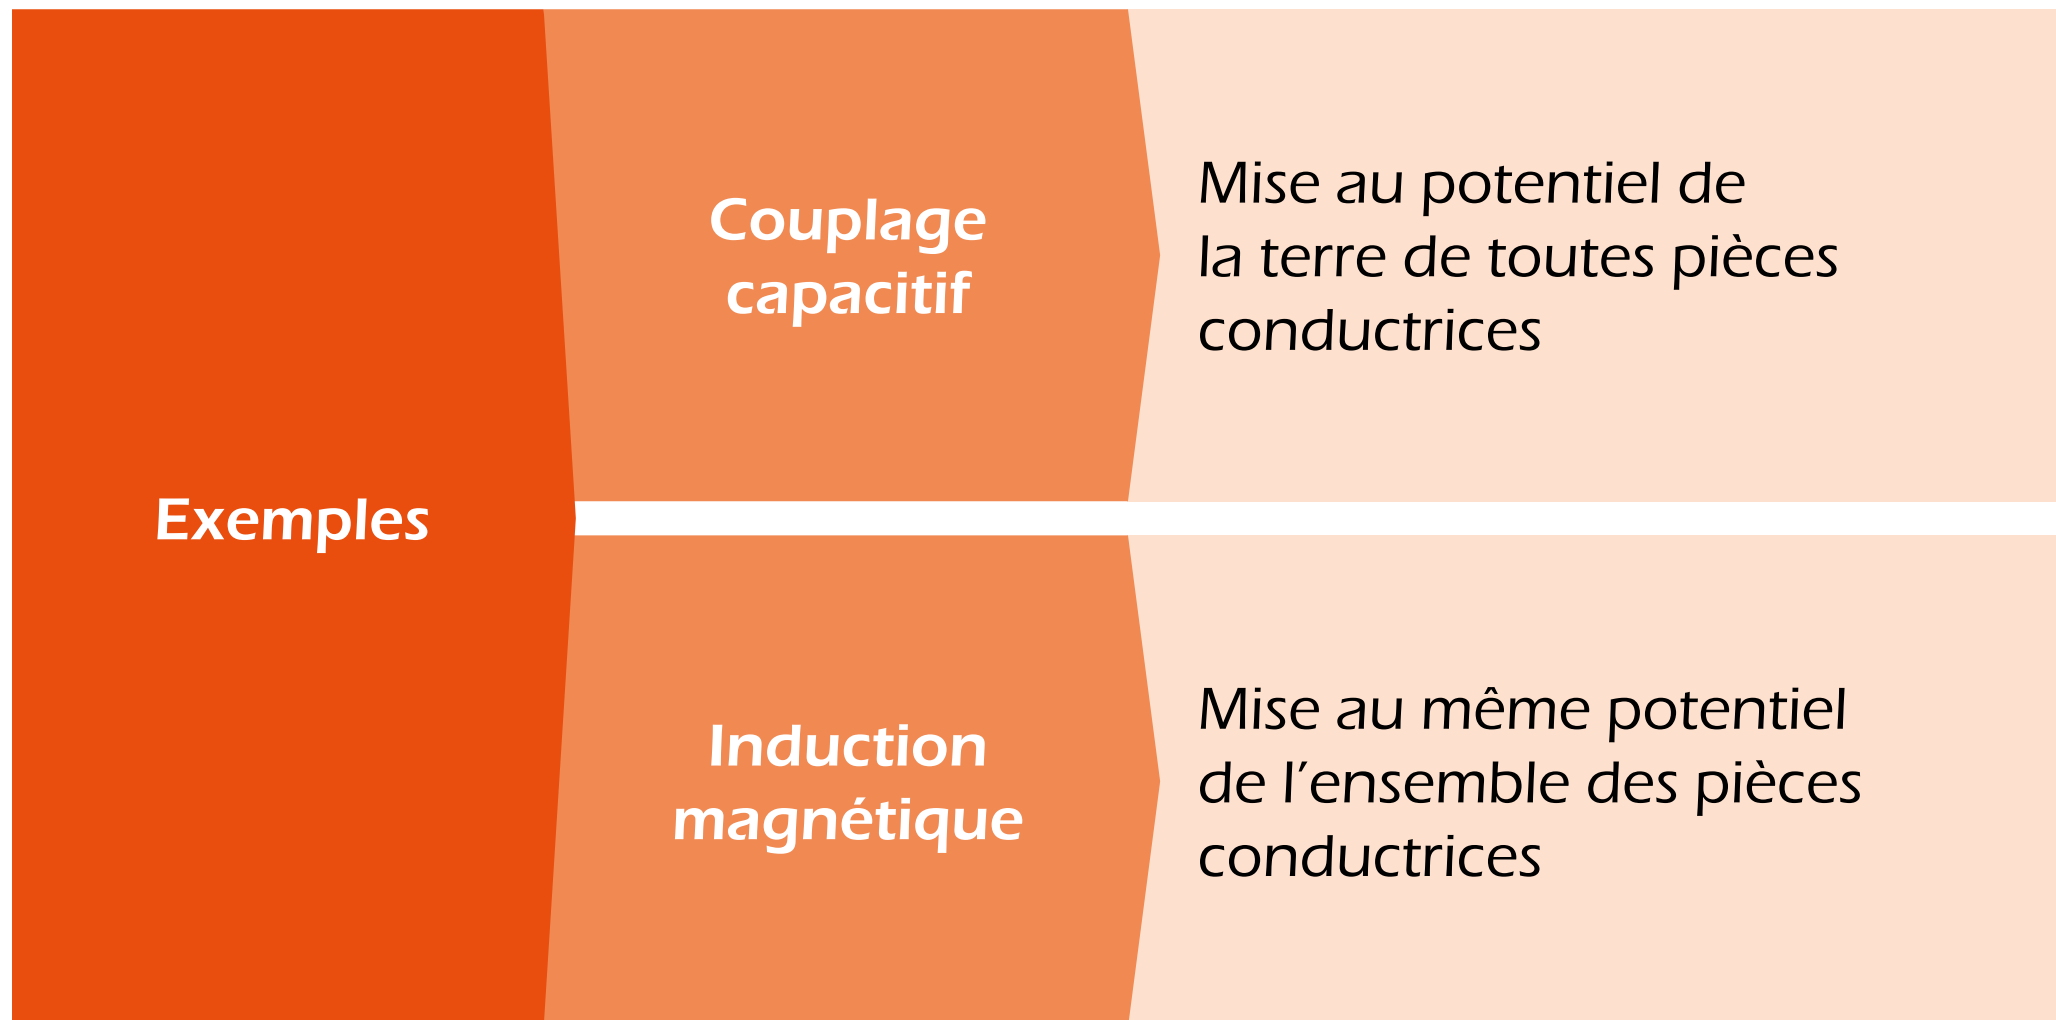 Exemples
Couplage
capacitif
Mise au potentiel de
la terre de toutes pièces
conductrices
Induction
magnétique
Mise au même potentiel
de l’ensemble des pièces
conductrices